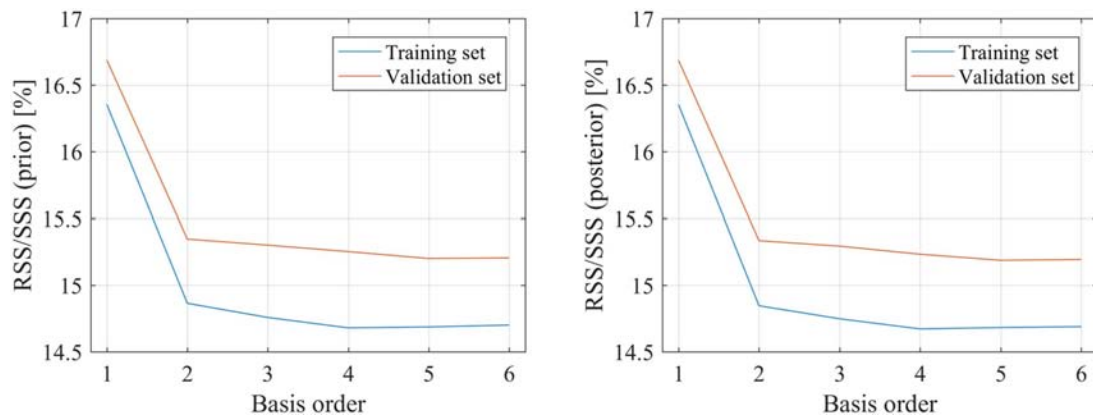 RSS/SSS (prior) [%]
17
16.5
16
15.5
15
14.5
1 2 3 4 5 6
Basis order
Training set
Validation set
RSS/SSS (posterior) [%]
17
16.5
16
15.5
15
14.5
1 2 3 4 5 6
Basis order
Training set
Validation set